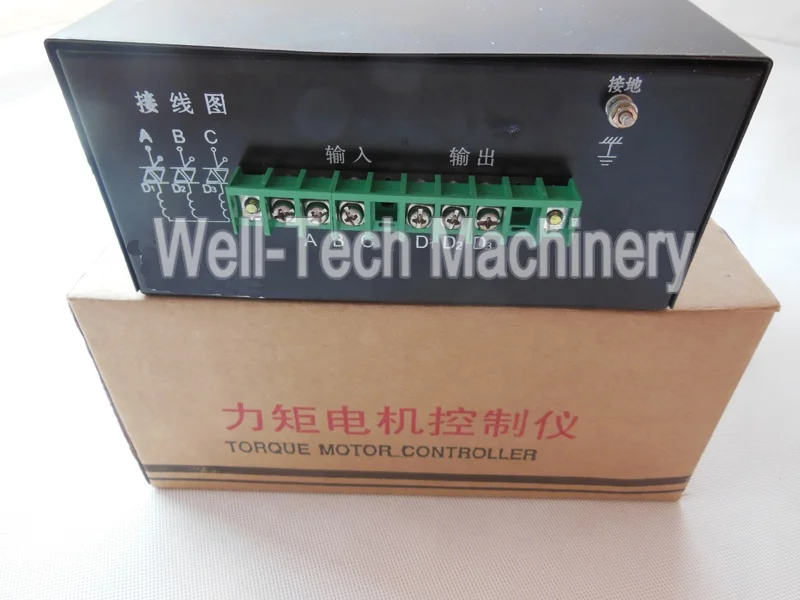 接线图
接地
A B C
输入 输出
D1 D2 D3
A B C D1 D2 D3
Well-Tech Machinery
力矩电机控制仪
TORQUE MOTOR CONTROLLER